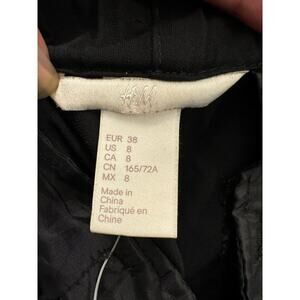 H&M
EUR 38
US 8
CA 8
CN 165/72A
MX 8
Made in
China
Fabriqué en
Chine